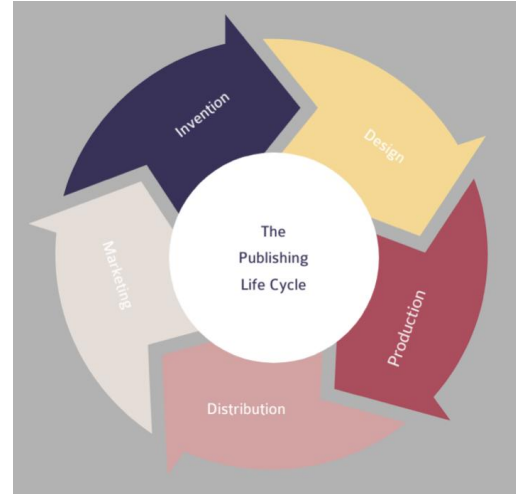 The
Publishing
Life Cycle
Invention
Design
Production
Distribution
Marketing